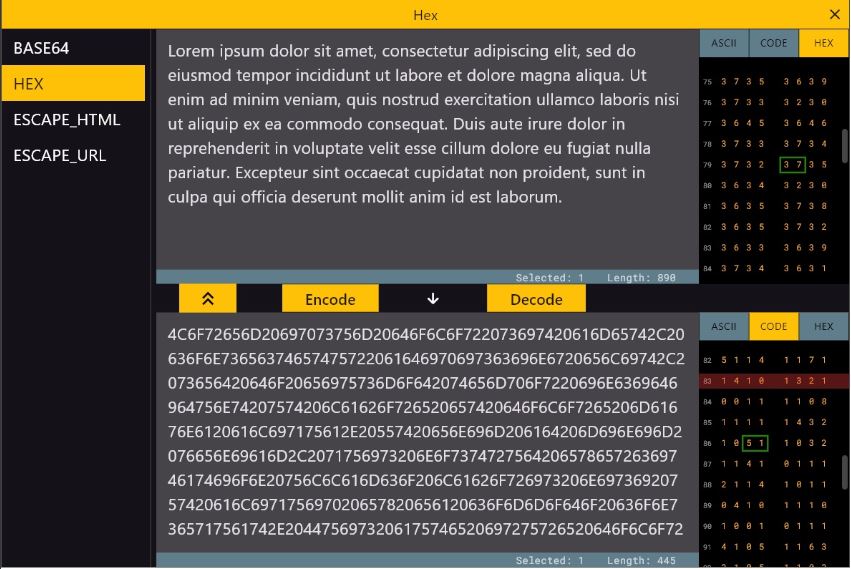 Hex
BASE64
HEX
ESCAPE_HTML
ESCAPE_URL
Lorem ipsum dolor sit amet, consectetur adipiscing elit, sed do
eiusmod tempor incididunt ut labore et dolore magna aliqua. Ut
enim ad minim veniam, quis nostrud exercitation ullamco laboris nisi
ut aliquip ex ea commodo consequat. Duis aute irure dolor in
reprehenderit in voluptate velit esse cillum dolore eu fugiat nulla
pariatur. Excepteur sint occaecat cupidatat non proident, sunt in
culpa qui officia deserunt mollit anim id est laborum.
Selected: 1 Length: 890
ASCII CODE HEX
75 3 7 3 5 3 6 3 9
76 3 7 3 3 3 2 3 0
77 3 6 4 5 3 6 4 6
78 3 7 3 3 3 7 3 4
79 3 7 3 2 3 7 3 5
80 3 6 3 4 3 2 3 0
81 3 6 3 5 3 7 3 8
82 3 6 3 5 3 7 3 2
83 3 6 3 3 3 6 3 9
84 3 7 3 4 3 6 3 1
Encode Decode
4C6F72656D20697073756D20646F6C6F722073697420616D65742C20
636F6E73656374657475722061646970697363696E6720656C69742C2
073656420646F20656975736D6F642074656D706F7220696E6369646
964756E74207574206C61626F726520657420646F6C6F7265206D616
76E6120616C697175612E20557420656E696D206164206D696E696D2
076656E69616D2C2071756973206E6F737472756420657865726 3697
46174696F6E20756C6C616D636F206C61626F726973206E697369207
57420616C697175697020657820656120636F6D6D6F646F20636F6E7
365717561742E2044756973206175746520697275726520646F6C6F72
Selected: 1 Length: 445
ASCII CODE HEX
82 5 1 1 4 1 1 7 1
83 1 4 1 0 1 3 2 1
84 0 0 1 1 1 1 0 8
85 1 1 1 1 1 4 3 2
86 1 0 5 1 1 0 3 2
87 1 1 4 1 0 1 1 1
88 2 1 1 4 1 0 1 1
89 0 4 1 0 1 1 1 0
90 1 0 0 1 0 1 1 1
91 4 1 0 5 1 1 6 3